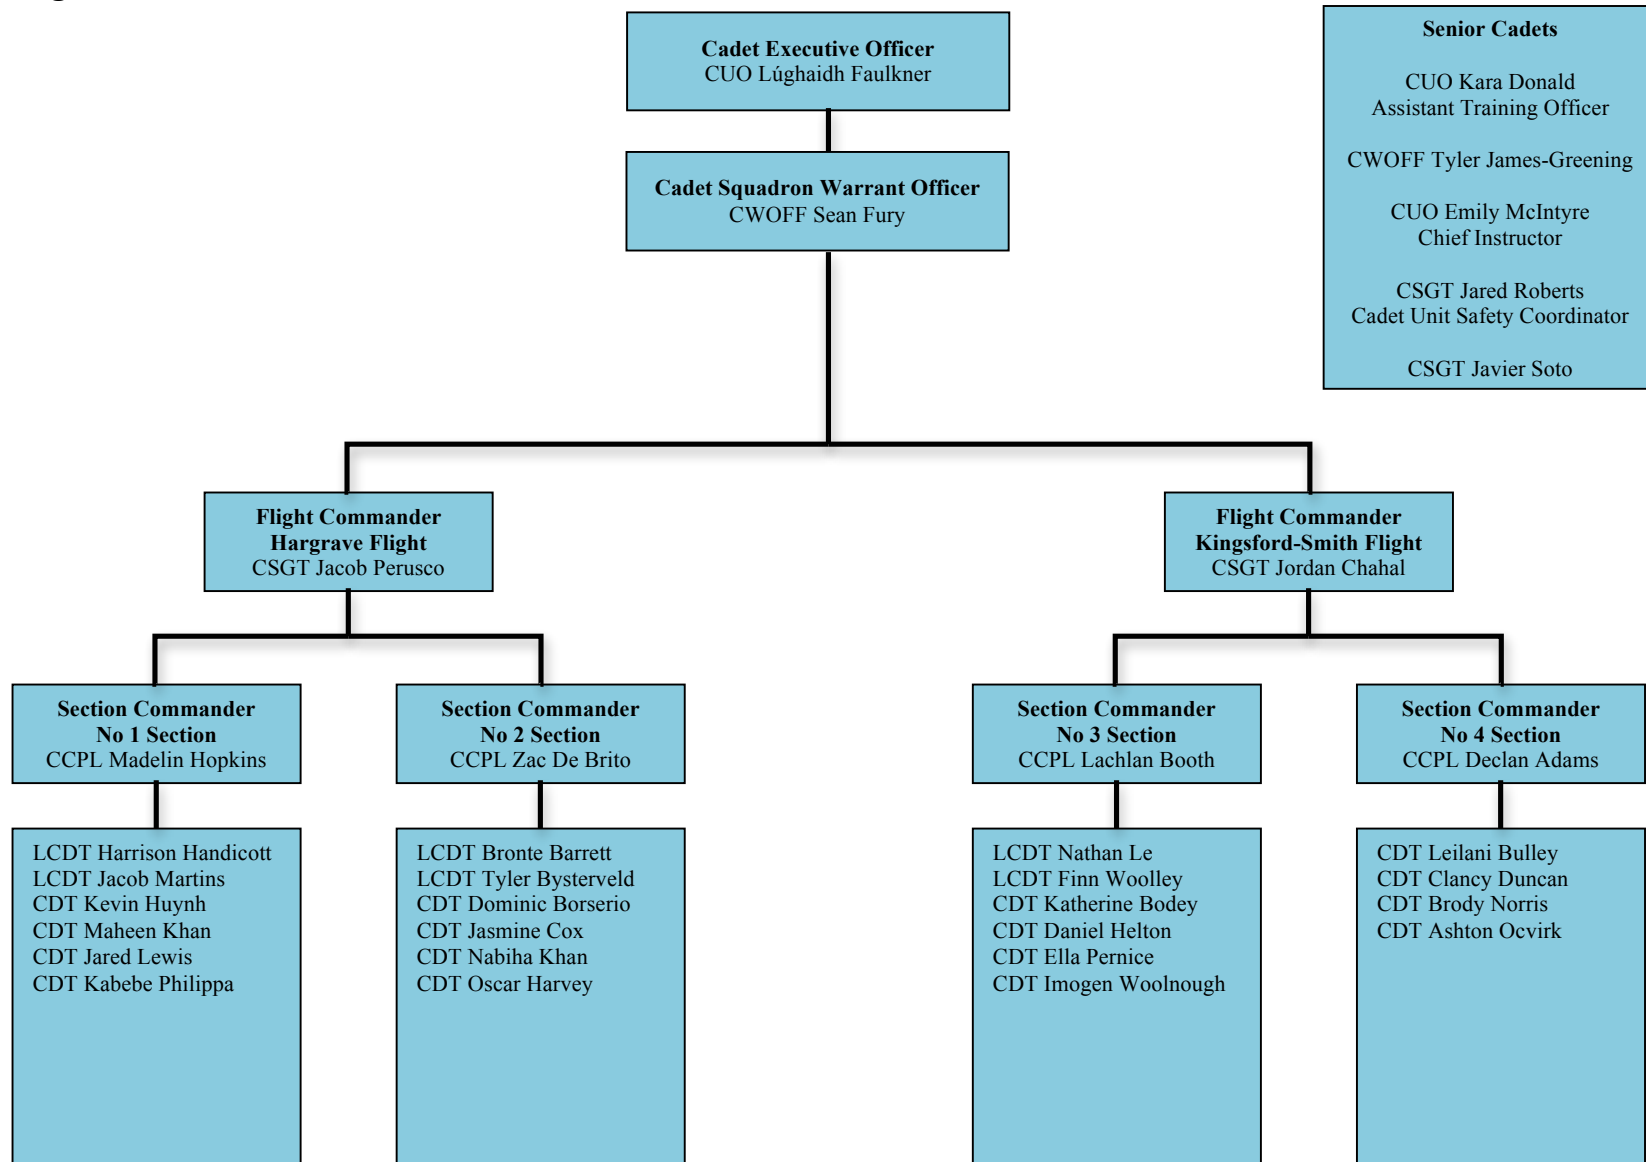 Cadet Executive Officer
CUO Lúghaidh Faulkner
Cadet Squadron Warrant Officer
CWOFF Sean Fury
Senior Cadets
CUO Kara Donald
Assistant Training Officer
CWOFF Tyler James-Greening
CUO Emily McIntyre
Chief Instructor
CSGT Jared Roberts
Cadet Unit Safety Coordinator
CSGT Javier Soto
Flight Commander
Hargrave Flight
CSGT Jacob Perusco
Flight Commander
Kingsford-Smith Flight
CSGT Jordan Chahal
Section Commander
No 1 Section
CCPL Madelin Hopkins
Section Commander
No 2 Section
CCPL Zac De Brito
Section Commander
No 3 Section
CCPL Lachlan Booth
Section Commander
No 4 Section
CCPL Declan Adams
LCDT Harrison Handicott
LCDT Jacob Martins
CDT Kevin Huynh
CDT Maheen Khan
CDT Jared Lewis
CDT Kabebe Philippa
LCDT Bronte Barrett
LCDT Tyler Bysterveld
CDT Dominic Borserio
CDT Jasmine Cox
CDT Nabiha Khan
CDT Oscar Harvey
LCDT Nathan Le
LCDT Finn Woolley
CDT Katherine Bodey
CDT Daniel Helton
CDT Ella Pernice
CDT Imogen Woolnough
CDT Leilani Bulley
CDT Clancy Duncan
CDT Brody Norris
CDT Ashton Ocvirk